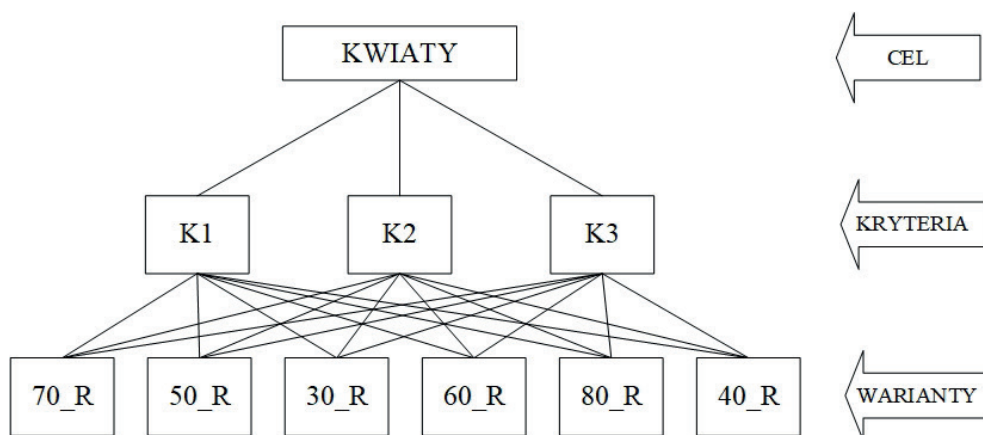 KWIATY
CEL
K1 K2 K3
KRYTERIA
70_R 50_R 30_R 60_R 80_R 40_R
WARIANTY